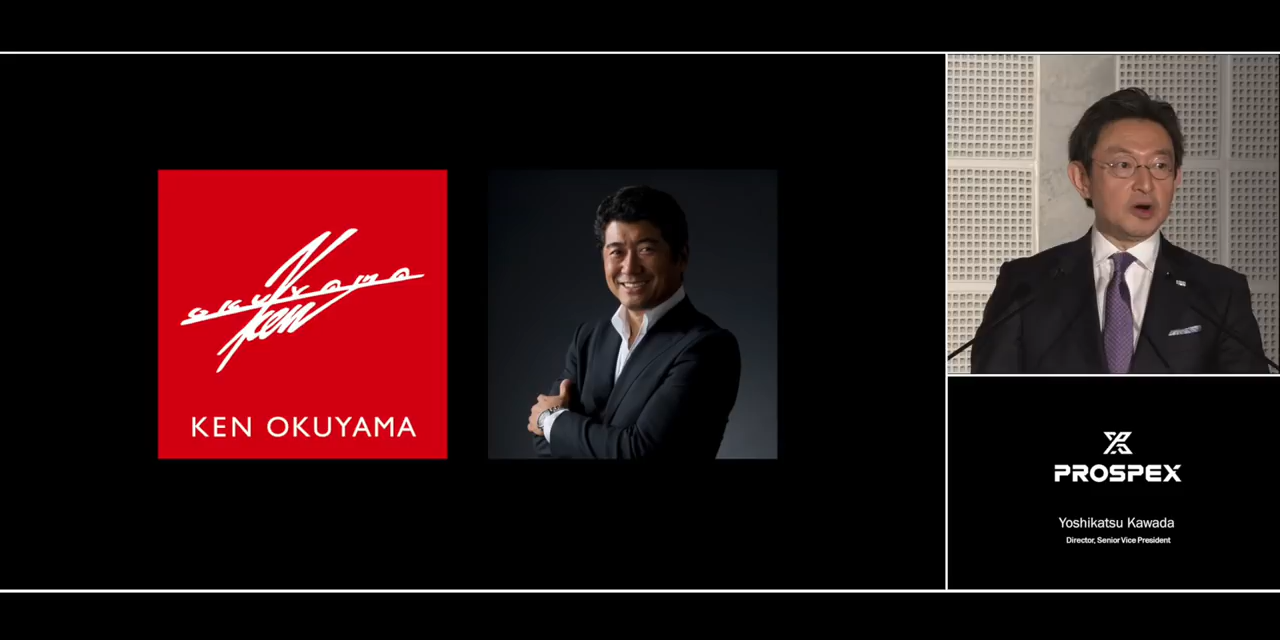 okuyama
ken
KEN OKUYAMA
PROSPEX
Yoshikatsu Kawada
Director, Senior Vice President